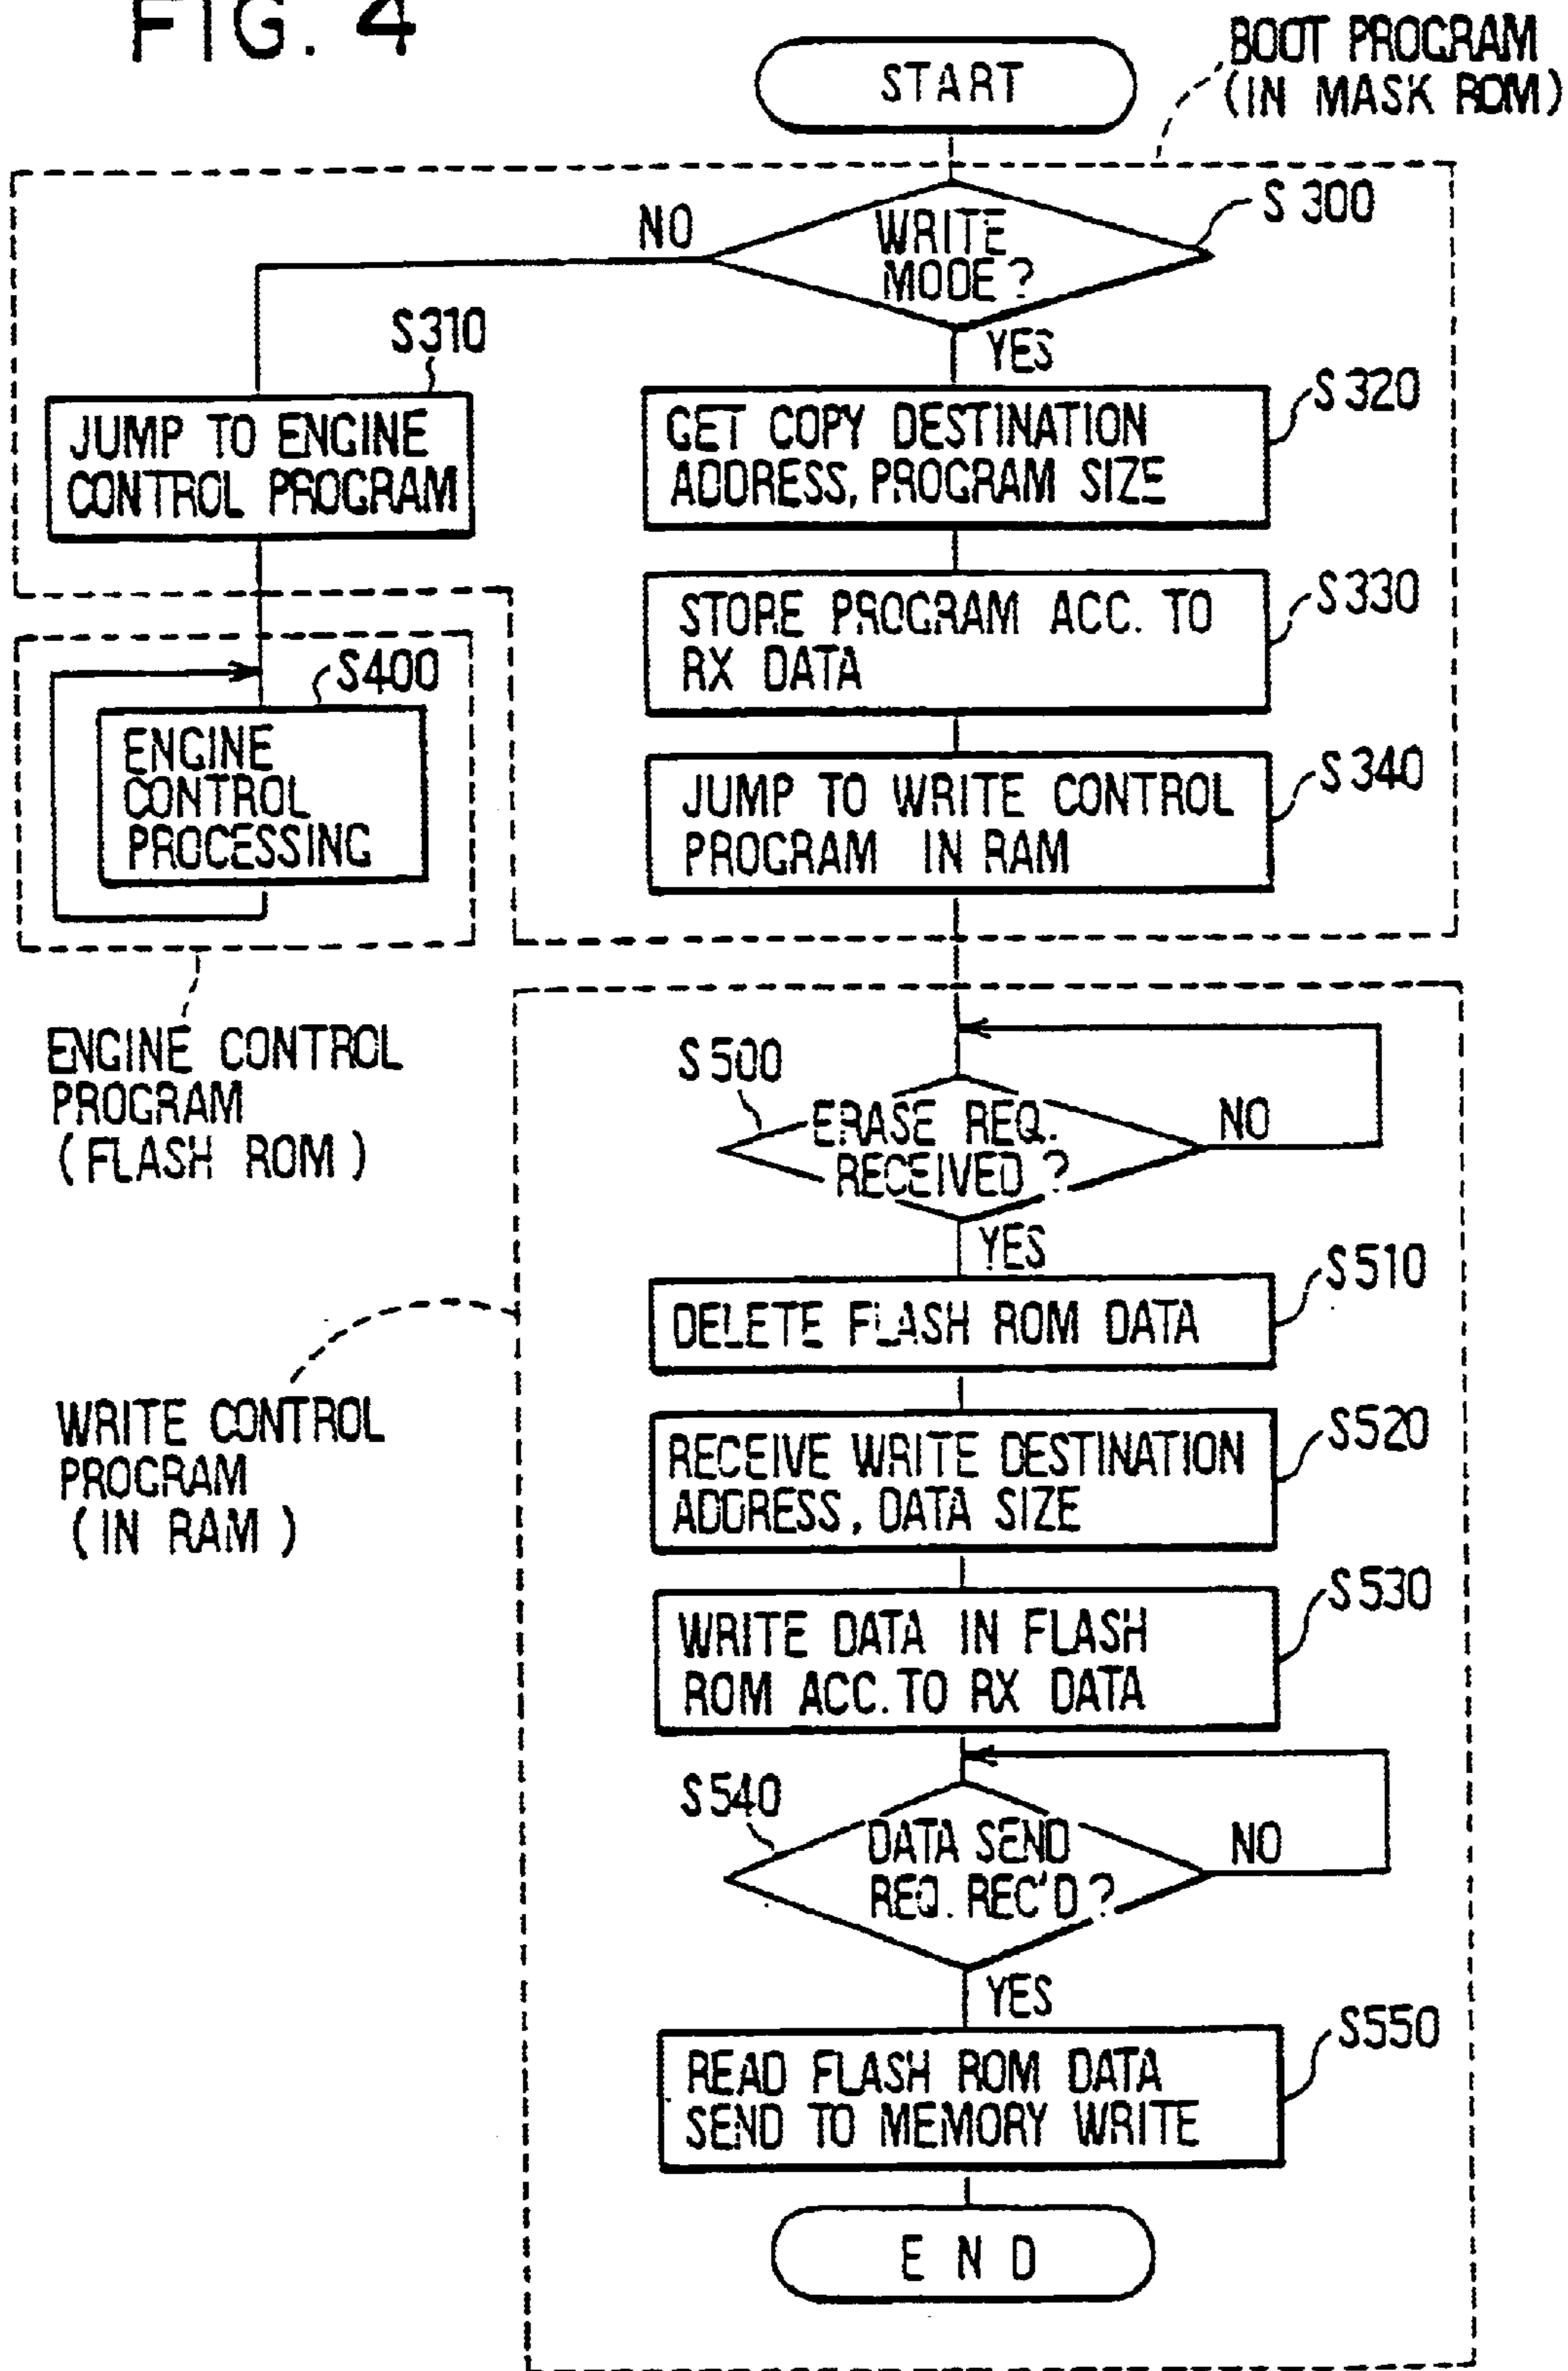 FIG. 4
START
BOOT PROGRAM
(IN MASK ROM)
S300
NO
WRITE
MODE?
YES
S310
JUMP TO ENGINE
CONTROL PROGRAM
S320
GET COPY DESTINATION
ADDRESS, PROGRAM SIZE
S330
STORE PROGRAM ACC. TO
RX DATA
S400
ENGINE
CONTROL
PROCESSING
S340
JUMP TO WRITE CONTROL
PROGRAM IN RAM
ENGINE CONTROL
PROGRAM
(FLASH ROM)
S500
ERASE REQ.
RECEIVED?
NO
YES
S510
DELETE FLASH ROM DATA
WRITE CONTROL
PROGRAM
(IN RAM)
S520
RECEIVE WRITE DESTINATION
ADDRESS, DATA SIZE
S530
WRITE DATA IN FLASH
ROM ACC. TO RX DATA
S540
DATA SEND
REQ. REC'D?
NO
YES
S550
READ FLASH ROM DATA
SEND TO MEMORY WRITE
END